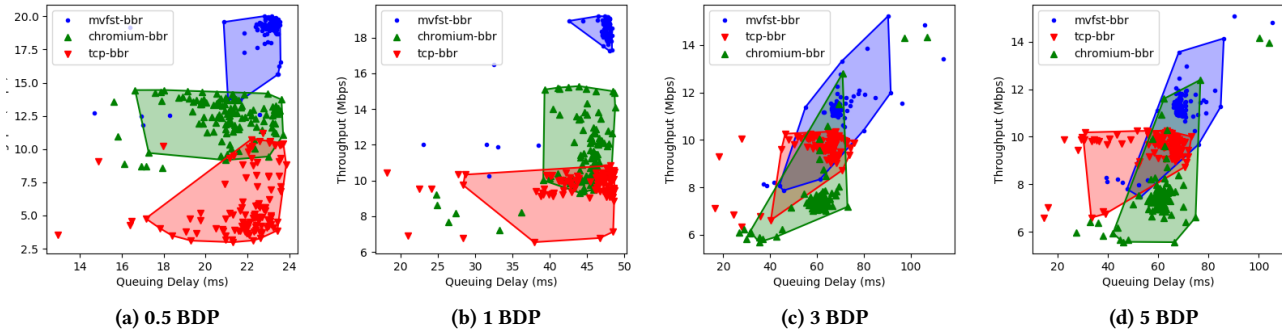 mvfst-bbr
chromium-bbr
tcp-bbr
20.0
17.5
15.0
12.5
10.0
7.5
5.0
2.5
14 16 18 20 22 24
Queuing Delay (ms)
(a) 0.5 BDP
mvfst-bbr
chromium-bbr
tcp-bbr
Throughput (Mbps)
18
16
14
12
10
8
6
20 25 30 35 40 45 50
Queuing Delay (ms)
(b) 1 BDP
mvfst-bbr
tcp-bbr
chromium-bbr
Throughput (Mbps)
14
12
10
8
6
20 40 60 80 100
Queuing Delay (ms)
(c) 3 BDP
mvfst-bbr
tcp-bbr
chromium-bbr
Throughput (Mbps)
14
12
10
8
6
20 40 60 80 100
Queuing Delay (ms)
(d) 5 BDP